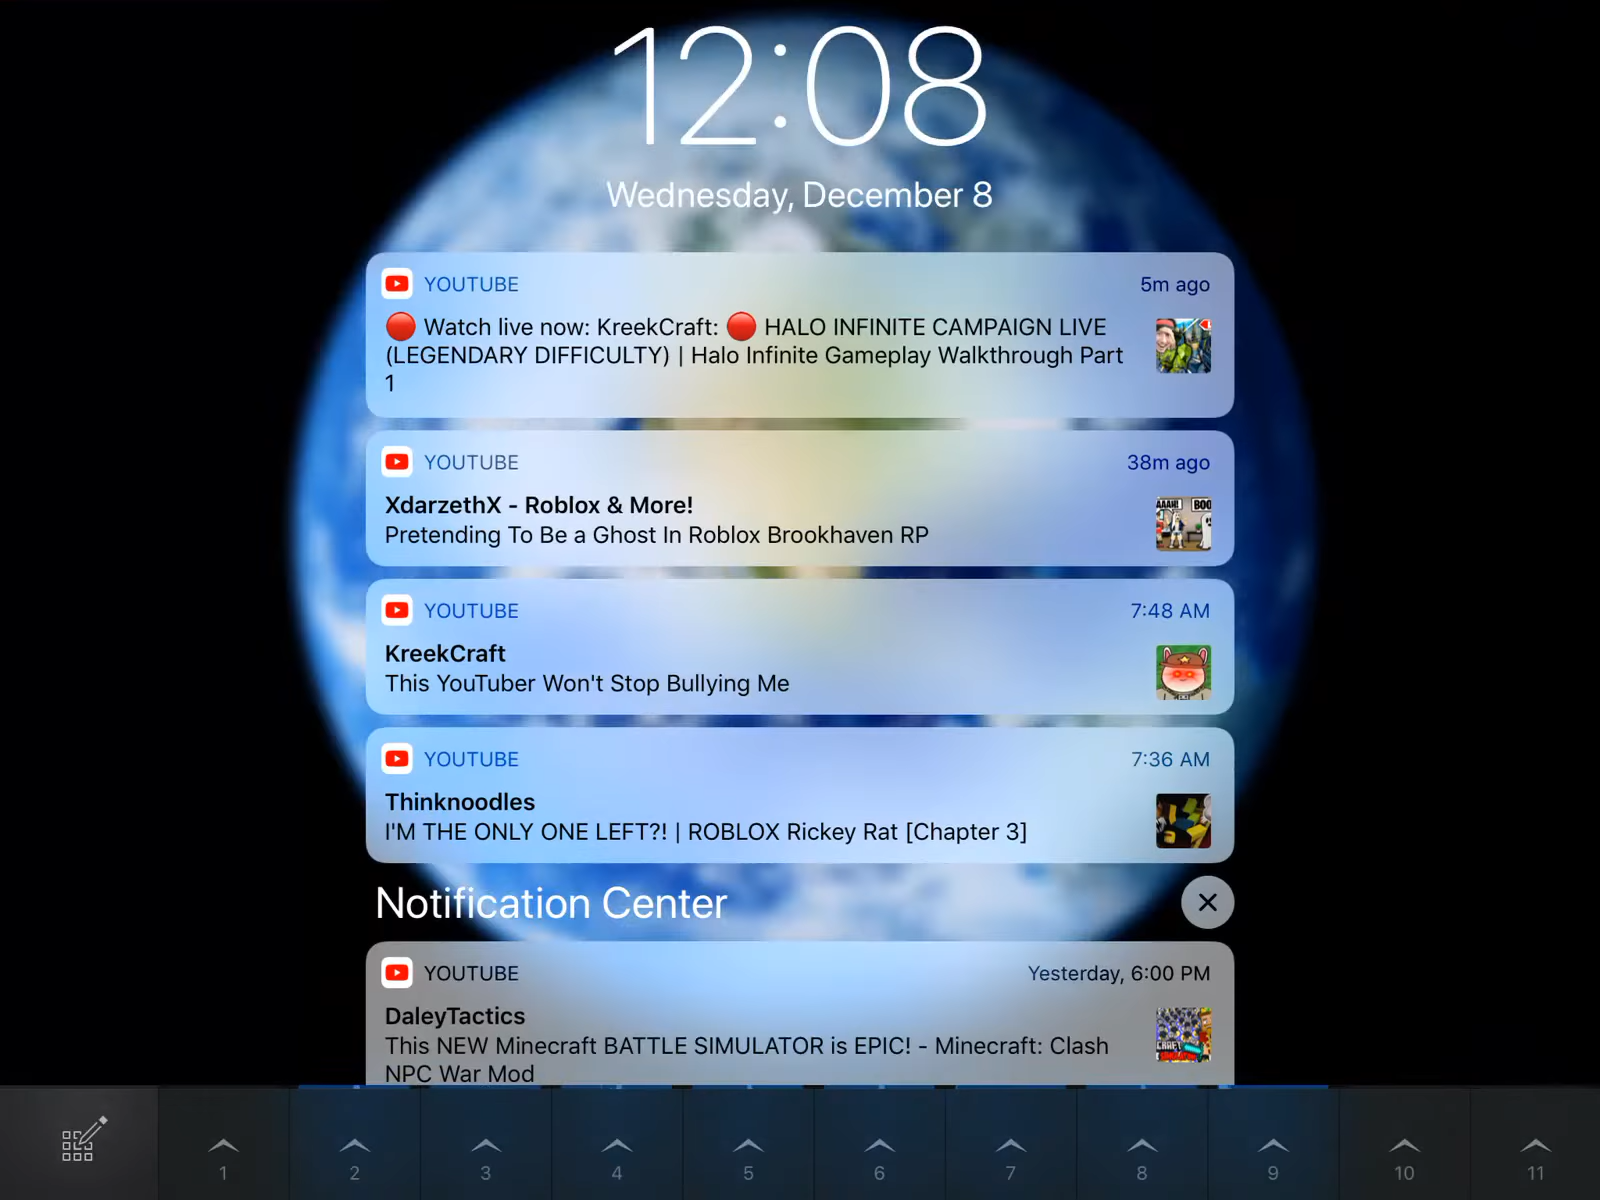 12:08
Wednesday, December 8
YOUTUBE
5m ago
🔴 Watch live now: KreekCraft: 🔴 HALO INFINITE CAMPAIGN LIVE
(LEGENDARY DIFFICULTY) | Halo Infinite Gameplay Walkthrough Part
1
YOUTUBE
38m ago
XdarzethX - Roblox & More!
Pretending To Be a Ghost In Roblox Brookhaven RP
AAAH! BOO
YOUTUBE
7:48 AM
KreekCraft
This YouTuber Won't Stop Bullying Me
YOUTUBE
7:36 AM
Thinknoodles
I'M THE ONLY ONE LEFT?! | ROBLOX Rickey Rat [Chapter 3]
Notification Center
YOUTUBE
Yesterday, 6:00 PM
DaleyTactics
This NEW Minecraft BATTLE SIMULATOR is EPIC! - Minecraft: Clash
NPC War Mod
1 2 3 4 5 6 7 8 9 10 11